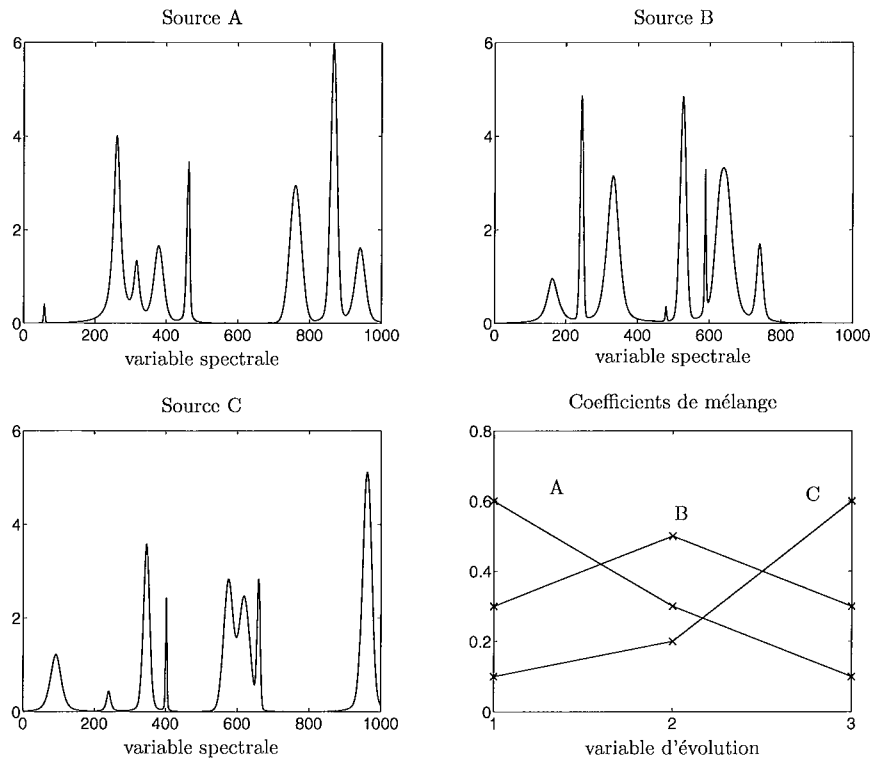 Source A
6
4
2
0
0 200 400 600 800 1000
variable spectrale
Source B
6
4
2
0
0 200 400 600 800 1000
variable spectrale
Source C
6
4
2
0
0 200 400 600 800 1000
variable spectrale
Coefficients de mélange
0.8
0.6
0.4
0.2
0
A
B
C
1 2 3
variable d'évolution